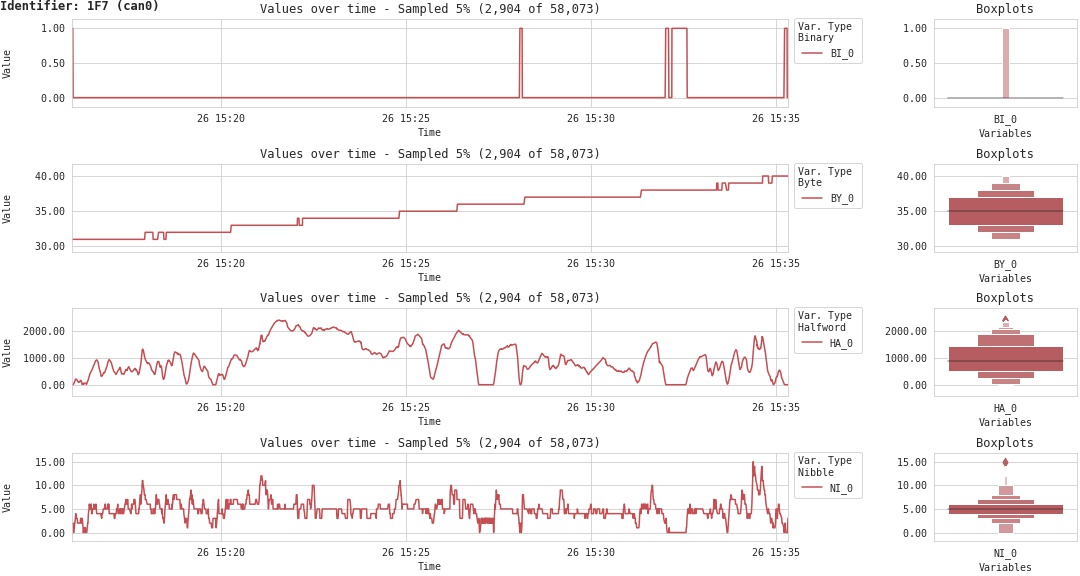 Identifier: 1F7 (can0)
Values over time - Sampled 5% (2,904 of 58,073)
Boxplots
Value
1.00
0.50
0.00
26 15:20
26 15:25
26 15:30
26 15:35
Time
Var. Type
Binary
BI_0
1.00
0.50
0.00
BI_0
Variables
Values over time - Sampled 5% (2,904 of 58,073)
Boxplots
Value
40.00
35.00
30.00
26 15:20
26 15:25
26 15:30
26 15:35
Time
Var. Type
Byte
BY_0
40.00
35.00
30.00
BY_0
Variables
Values over time - Sampled 5% (2,904 of 58,073)
Boxplots
Value
2000.00
1000.00
0.00
26 15:20
26 15:25
26 15:30
26 15:35
Time
Var. Type
Halfword
HA_0
2000.00
1000.00
0.00
HA_0
Variables
Values over time - Sampled 5% (2,904 of 58,073)
Boxplots
Value
15.00
10.00
5.00
0.00
26 15:20
26 15:25
26 15:30
26 15:35
Time
Var. Type
Nibble
NI_0
15.00
10.00
5.00
0.00
NI_0
Variables